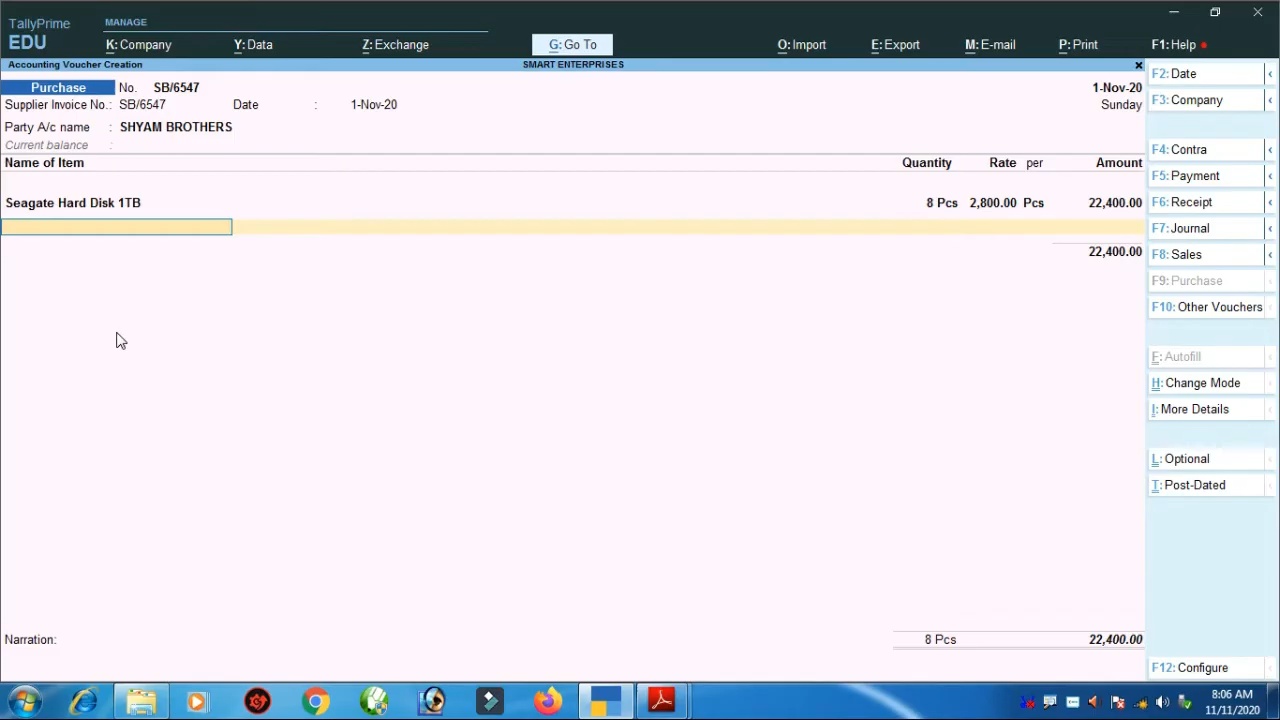 TallyPrime
EDU
MANAGE
K: Company
Y: Data
Z: Exchange
G: Go To
O: Import
E: Export
M: E-mail
P: Print
F1: Help
Accounting Voucher Creation
SMART ENTERPRISES
Purchase No. SB/6547
1-Nov-20
Supplier Invoice No.: SB/6547 Date : 1-Nov-20
Sunday
Party A/c name : SHYAM BROTHERS
Current balance :
Name of Item Quantity Rate per Amount
Seagate Hard Disk 1TB 8 Pcs 2,800.00 Pcs 22,400.00
22,400.00
Narration: 8 Pcs 22,400.00
F2: Date
F3: Company
F4: Contra
F5: Payment
F6: Receipt
F7: Journal
F8: Sales
F9: Purchase
F10: Other Vouchers
F: Autofill
H: Change Mode
I: More Details
L: Optional
T: Post-Dated
F12: Configure
8:06 AM
11/11/2020